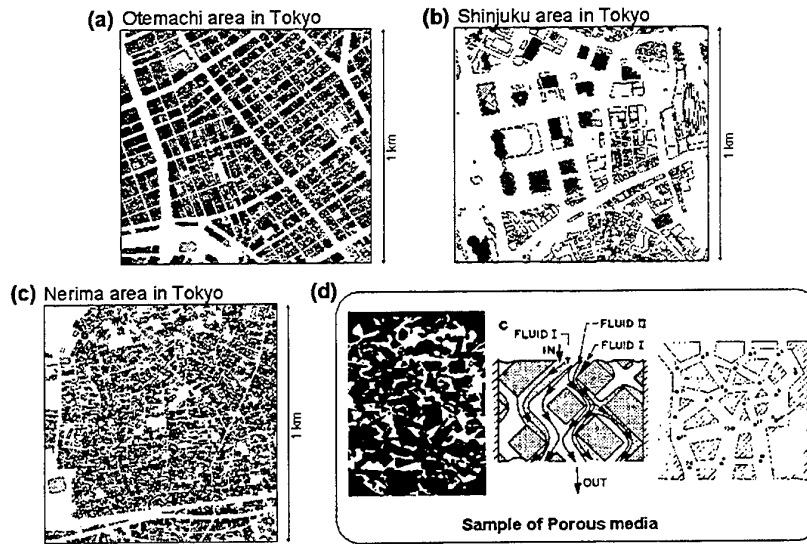 (a) Otemachi area in Tokyo
1 km
(b) Shinjuku area in Tokyo
1 km
(c) Nerima area in Tokyo
1 km
(d)
C
FLUID I
IN
FLUID II
FLUID I
OUT
Sample of Porous media